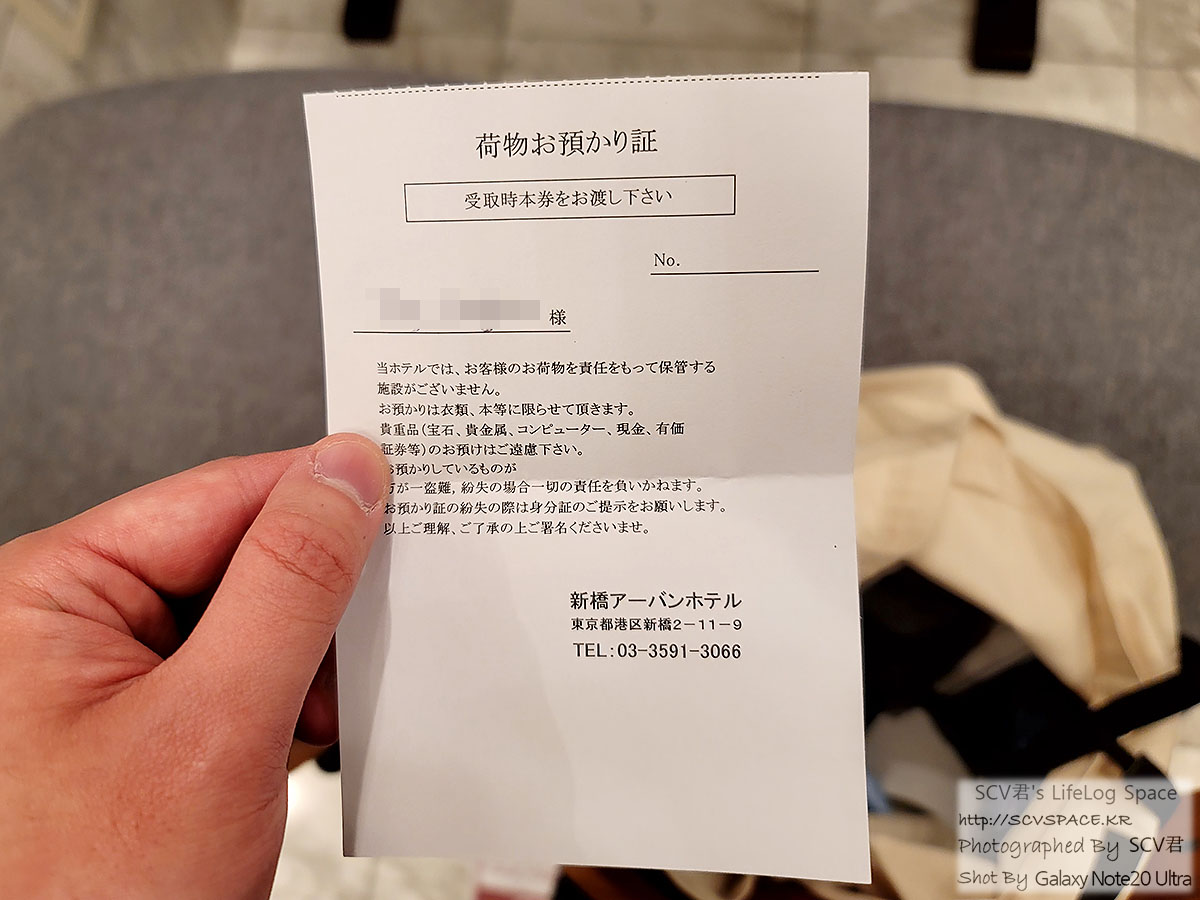 荷物お預かり証
受取時本券をお渡し下さい
No.
様
当ホテルでは、お客様のお荷物を責任をもって保管する
施設がございません。
お預かりは衣類、本等に限らせて頂きます。
貴重品(宝石、貴金属、コンピューター、現金、有価
証券等)のお預けはご遠慮下さい。
お預かりしているものが
万が一盗難,紛失の場合一切の責任を負いかねます。
お預かり証の紛失の際は身分証のご提示をお願いします。
以上ご理解、ご了承の上ご署名くださいませ。
新橋アーバンホテル
東京都港区新橋2-11-9
TEL:03-3591-3066
SCV君's LifeLog Space
http://SCVSPACE.KR
Photographed By SCV君
Shot By Galaxy Note20 Ultra